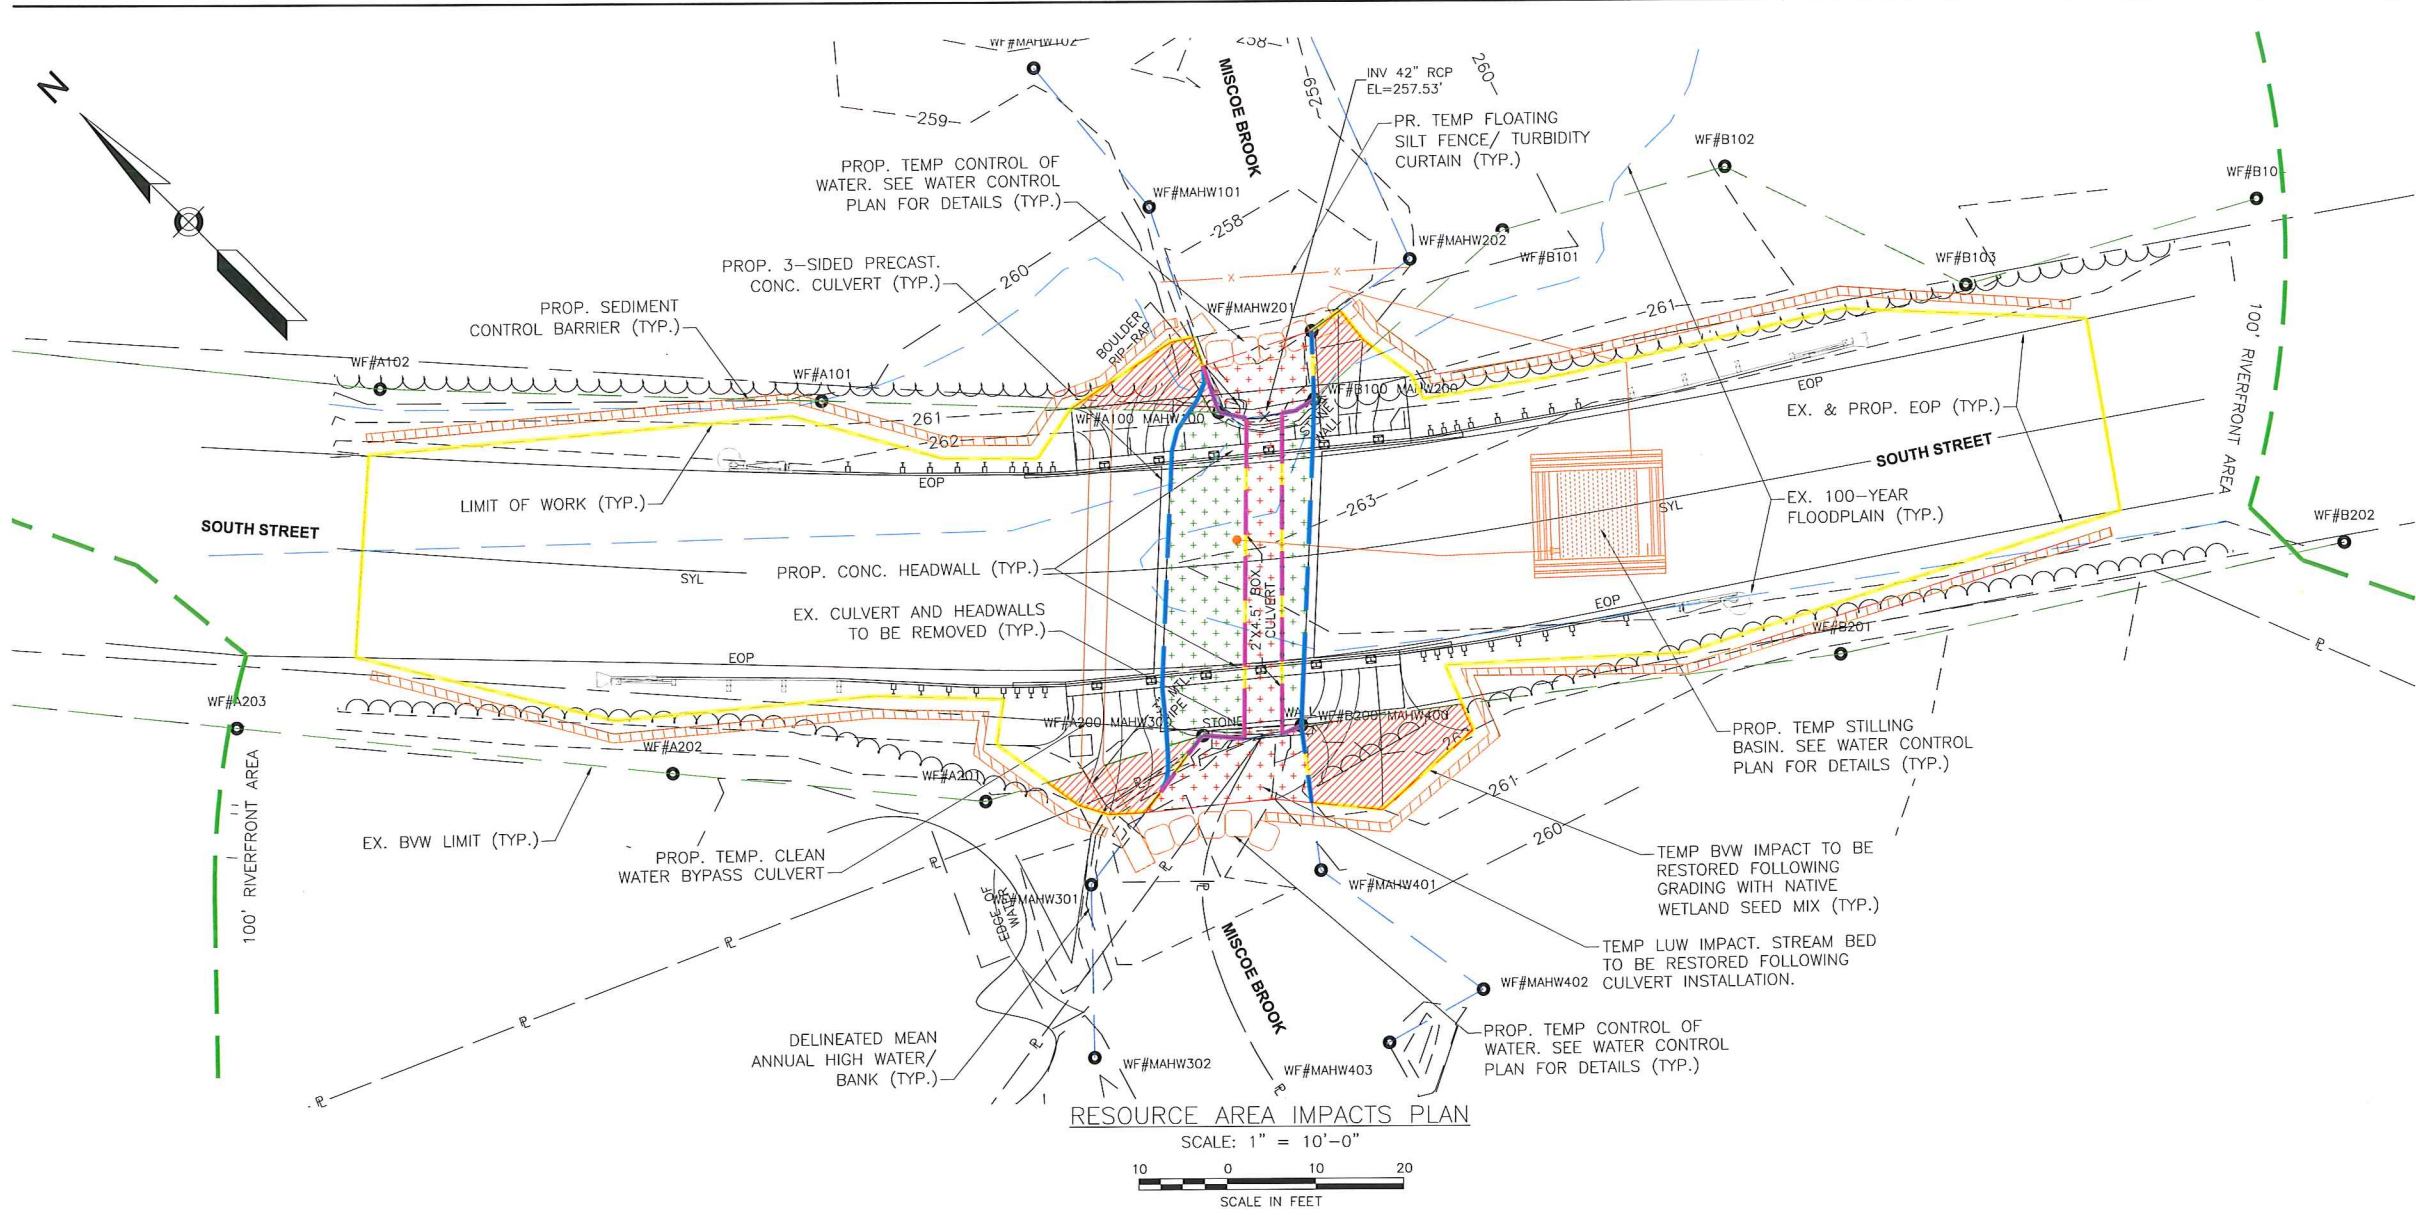 WF#MAHW102
258
MISCOE BROOK
INV 42" RCP
EL=257.53'
260
259
259
N
PR. TEMP FLOATING
SILT FENCE/ TURBIDITY
CURTAIN (TYP.)
WF#B102
PROP. TEMP CONTROL OF
WATER. SEE WATER CONTROL
PLAN FOR DETAILS (TYP.)
WF#MAHW101
WF#B10
258
WF#MAHW202
WF#B101
WF#B103
PROP. 3-SIDED PRECAST.
CONC. CULVERT (TYP.)
260
X
X
PROP. SEDIMENT
CONTROL BARRIER (TYP.)
WF#MAHW201
261
BOULDER
RIP-RAP
100' RIVERFRONT AREA
WF#A102
WF#A101
WF#B100 MAHW200
EOP
EX. & PROP. EOP (TYP.)
261
WF#A100 MAHW100
STONE
WALL
262
SOUTH STREET
EOP
LIMIT OF WORK (TYP.)
263
SYL
EX. 100-YEAR
FLOODPLAIN (TYP.)
WF#B202
SOUTH STREET
SYL
PROP. CONC. HEADWALL (TYP.)
2'X4.5' BOX
CULVERT
EX. CULVERT AND HEADWALLS
TO BE REMOVED (TYP.)
EOP
WF#B201
EOP
WF#A203
MTL
PIPE
WF#A200 MAHW300
STONE
WALL
WF#B200 MAHW400
PROP. TEMP STILLING
BASIN. SEE WATER CONTROL
PLAN FOR DETAILS (TYP.)
WF#A202
WF#A201
261
100' RIVERFRONT AREA
EX. BVW LIMIT (TYP.)
260
PROP. TEMP. CLEAN
WATER BYPASS CULVERT
TEMP BVW IMPACT TO BE
RESTORED FOLLOWING
GRADING WITH NATIVE
WETLAND SEED MIX (TYP.)
WF#MAHW401
EDGE OF
WATER
WF#MAHW301
MISCOE BROOK
TEMP LUW IMPACT. STREAM BED
TO BE RESTORED FOLLOWING
CULVERT INSTALLATION.
WF#MAHW402
DELINEATED MEAN
ANNUAL HIGH WATER/
BANK (TYP.)
WF#MAHW302
WF#MAHW403
PROP. TEMP CONTROL OF
WATER. SEE WATER CONTROL
PLAN FOR DETAILS (TYP.)
RESOURCE AREA IMPACTS PLAN
SCALE: 1" = 10'-0"
10 0 10 20
SCALE IN FEET